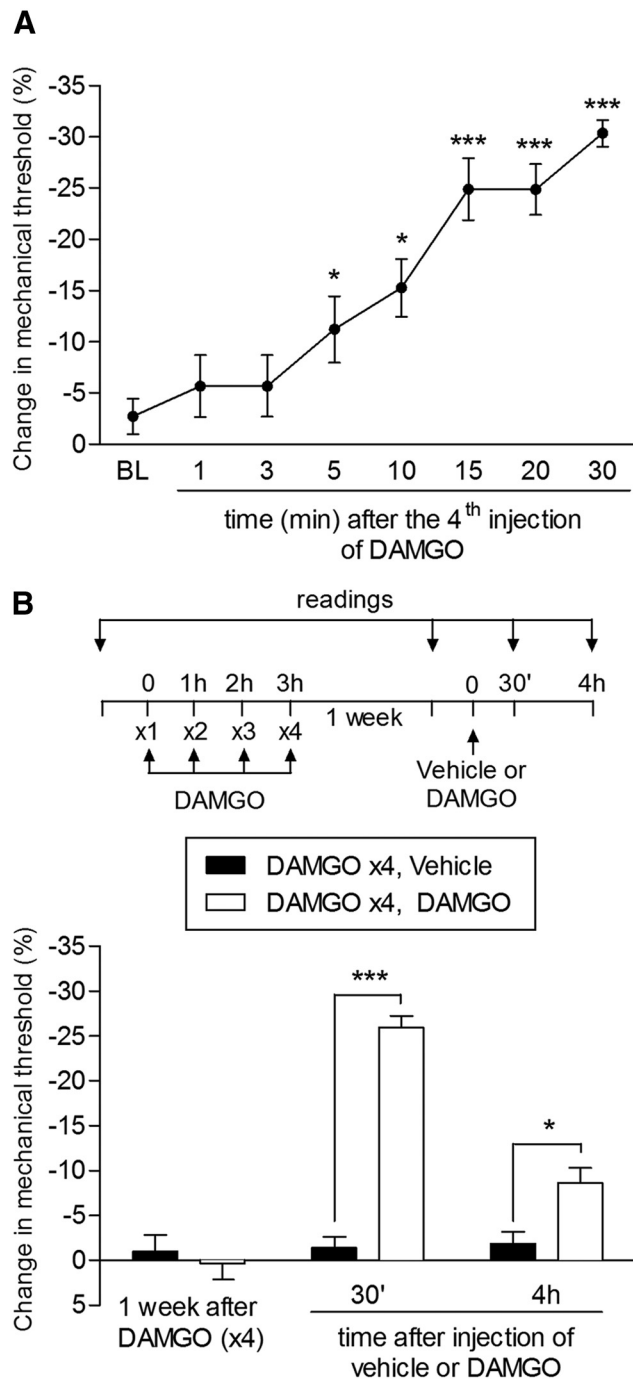 A
Change in mechanical threshold (%)
-35
-30
-25
-20
-15
-10
-5
0
* * *** *** ***
BL 1 3 5 10 15 20 30
time (min) after the 4th injection
of DAMGO
B
readings
0 1h 2h 3h 0 30' 4h
x1 x2 x3 x4 1 week
DAMGO
Vehicle or
DAMGO
DAMGO x4, Vehicle
DAMGO x4, DAMGO
Change in mechanical threshold (%)
-35
-30
-25
-20
-15
-10
-5
0
5
*** *
30' 4h
1 week after
DAMGO (x4)
time after injection of
vehicle or DAMGO